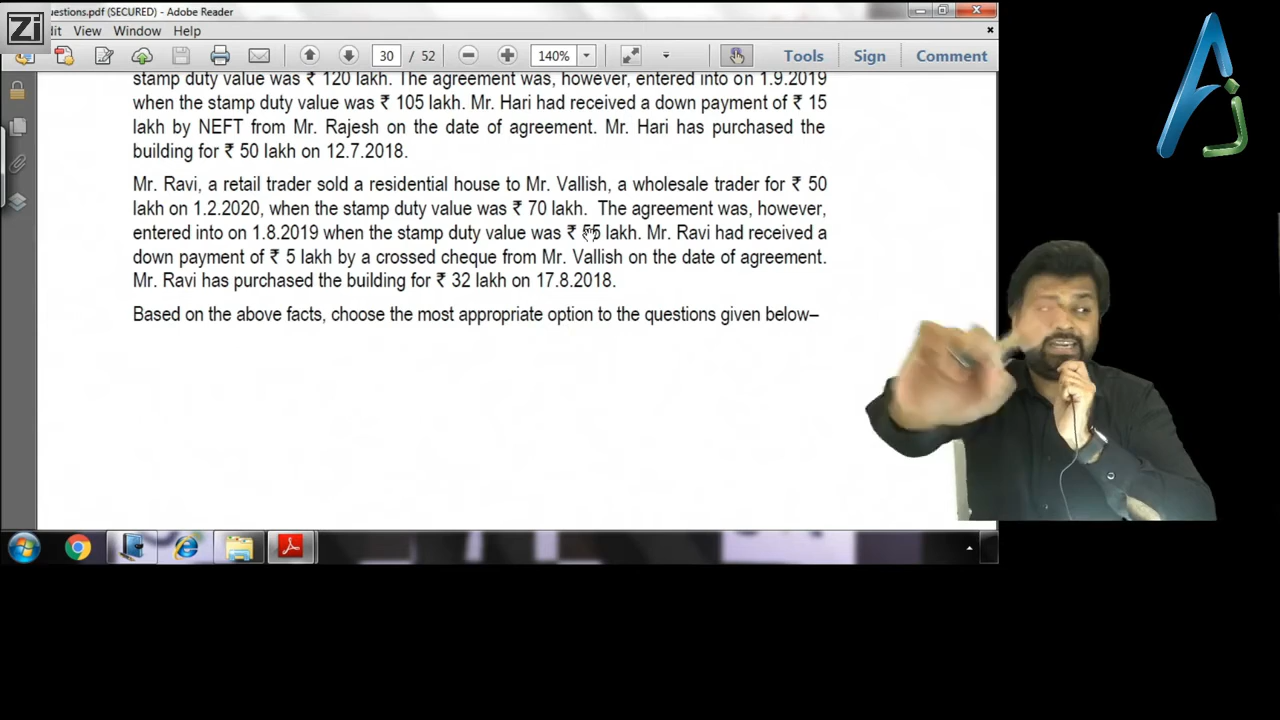 Zi
uestions.pdf (SECURED) - Adobe Reader
dit View Window Help
30 / 52 140% Tools Sign Comment
stamp duty value was ₹ 120 lakh. The agreement was, however, entered into on 1.9.2019
when the stamp duty value was ₹ 105 lakh. Mr. Hari had received a down payment of ₹ 15
lakh by NEFT from Mr. Rajesh on the date of agreement. Mr. Hari has purchased the
building for ₹ 50 lakh on 12.7.2018.
Mr. Ravi, a retail trader sold a residential house to Mr. Vallish, a wholesale trader for ₹ 50
lakh on 1.2.2020, when the stamp duty value was ₹ 70 lakh. The agreement was, however,
entered into on 1.8.2019 when the stamp duty value was ₹ 55 lakh. Mr. Ravi had received a
down payment of ₹ 5 lakh by a crossed cheque from Mr. Vallish on the date of agreement.
Mr. Ravi has purchased the building for ₹ 32 lakh on 17.8.2018.
Based on the above facts, choose the most appropriate option to the questions given below–